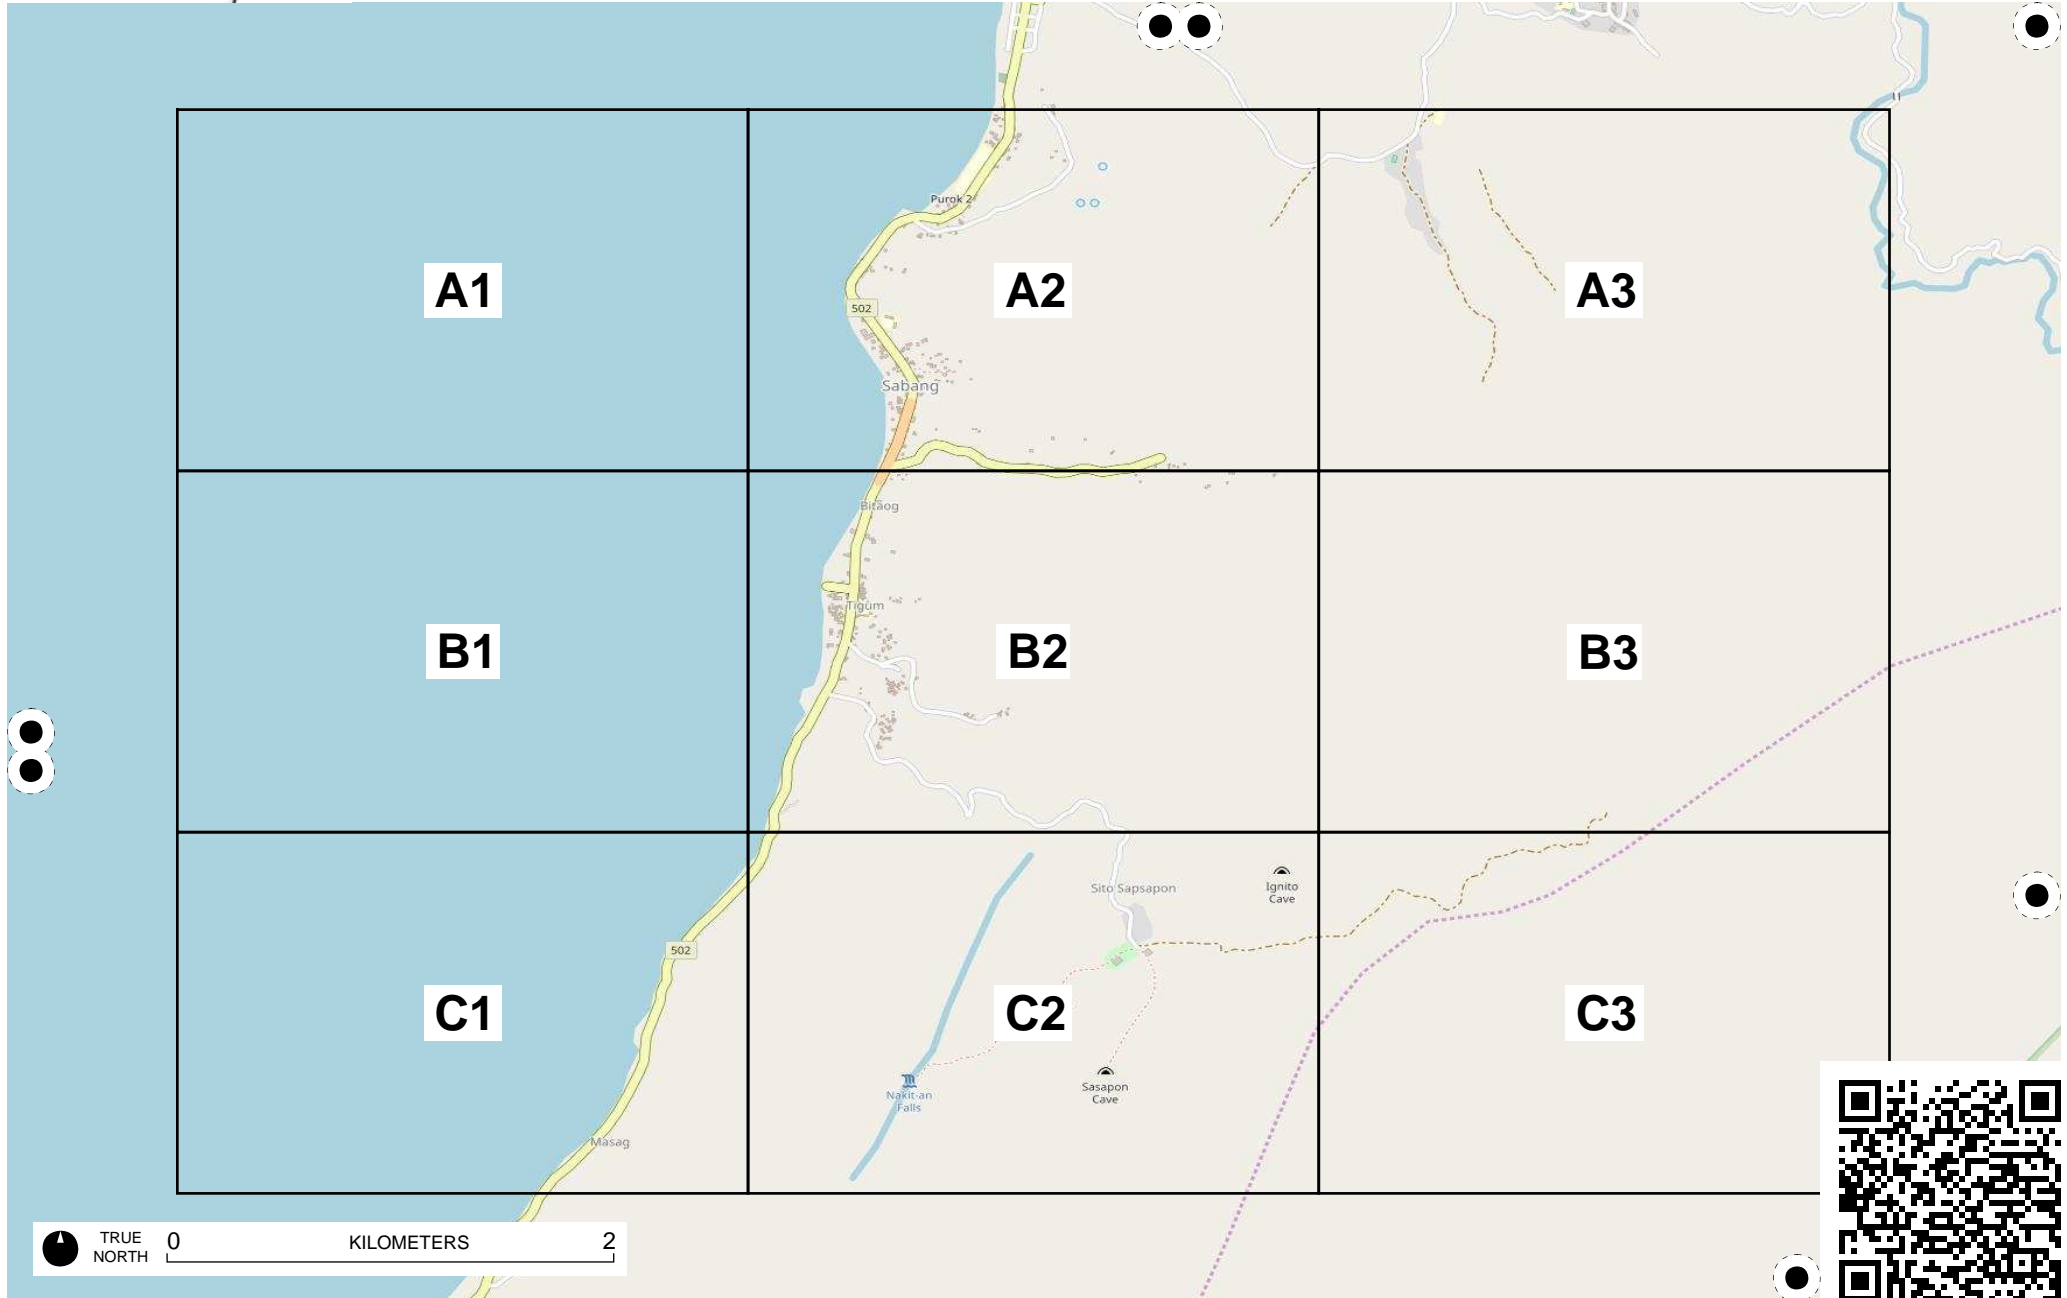 Purok 2
A1
A2
A3
502
Sabang
Bitaog
Tigum
B1
B2
B3
Sito Sapsapon
Ignito
Cave
502
C1
C2
C3
Nakit-an
Falls
Sasapon
Cave
Masag
TRUE
NORTH
0
KILOMETERS
2